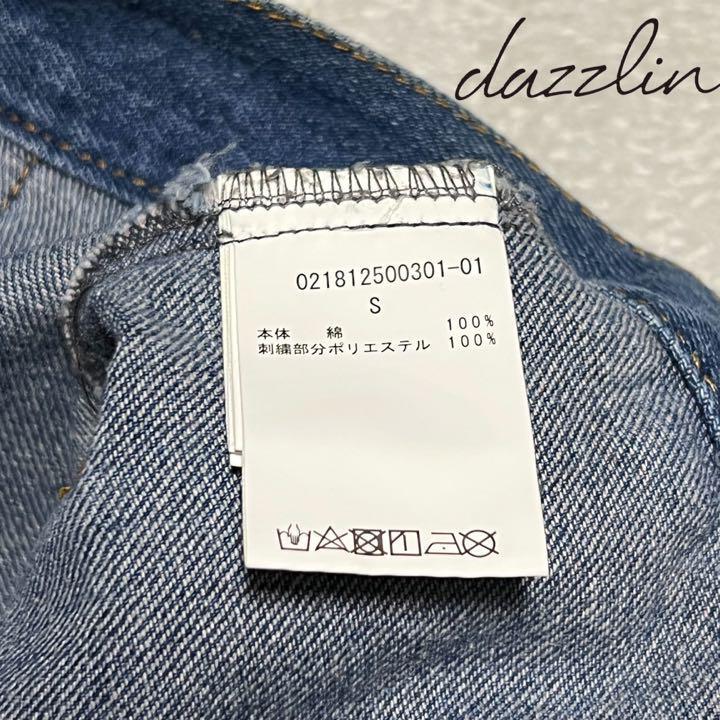 dazzlin
021812500301-01
S
本体 綿 100%
刺繍部分ポリエステル 100%